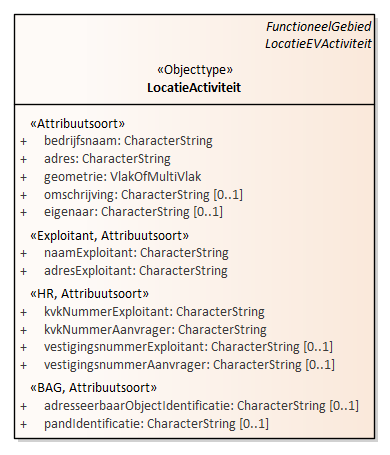 FunctioneelGebied
LocatieEVActiviteit
«Objecttype»
LocatieActiviteit
«Attribuutsoort»
+ bedrijfsnaam: CharacterString
+ adres: CharacterString
+ geometrie: VlakOfMultiVlak
+ omschrijving: CharacterString [0..1]
+ eigenaar: CharacterString [0..1]
«Exploitant, Attribuutsoort»
+ naamExploitant: CharacterString
+ adresExploitant: CharacterString
«HR, Attribuutsoort»
+ kvkNummerExploitant: CharacterString
+ kvkNummerAanvrager: CharacterString
+ vestigingsnummerExploitant: CharacterString [0..1]
+ vestigingsnummerAanvrager: CharacterString [0..1]
«BAG, Attribuutsoort»
+ adresseerbaarObjectIdentificatie: CharacterString [0..1]
+ pandIdentificatie: CharacterString [0..1]